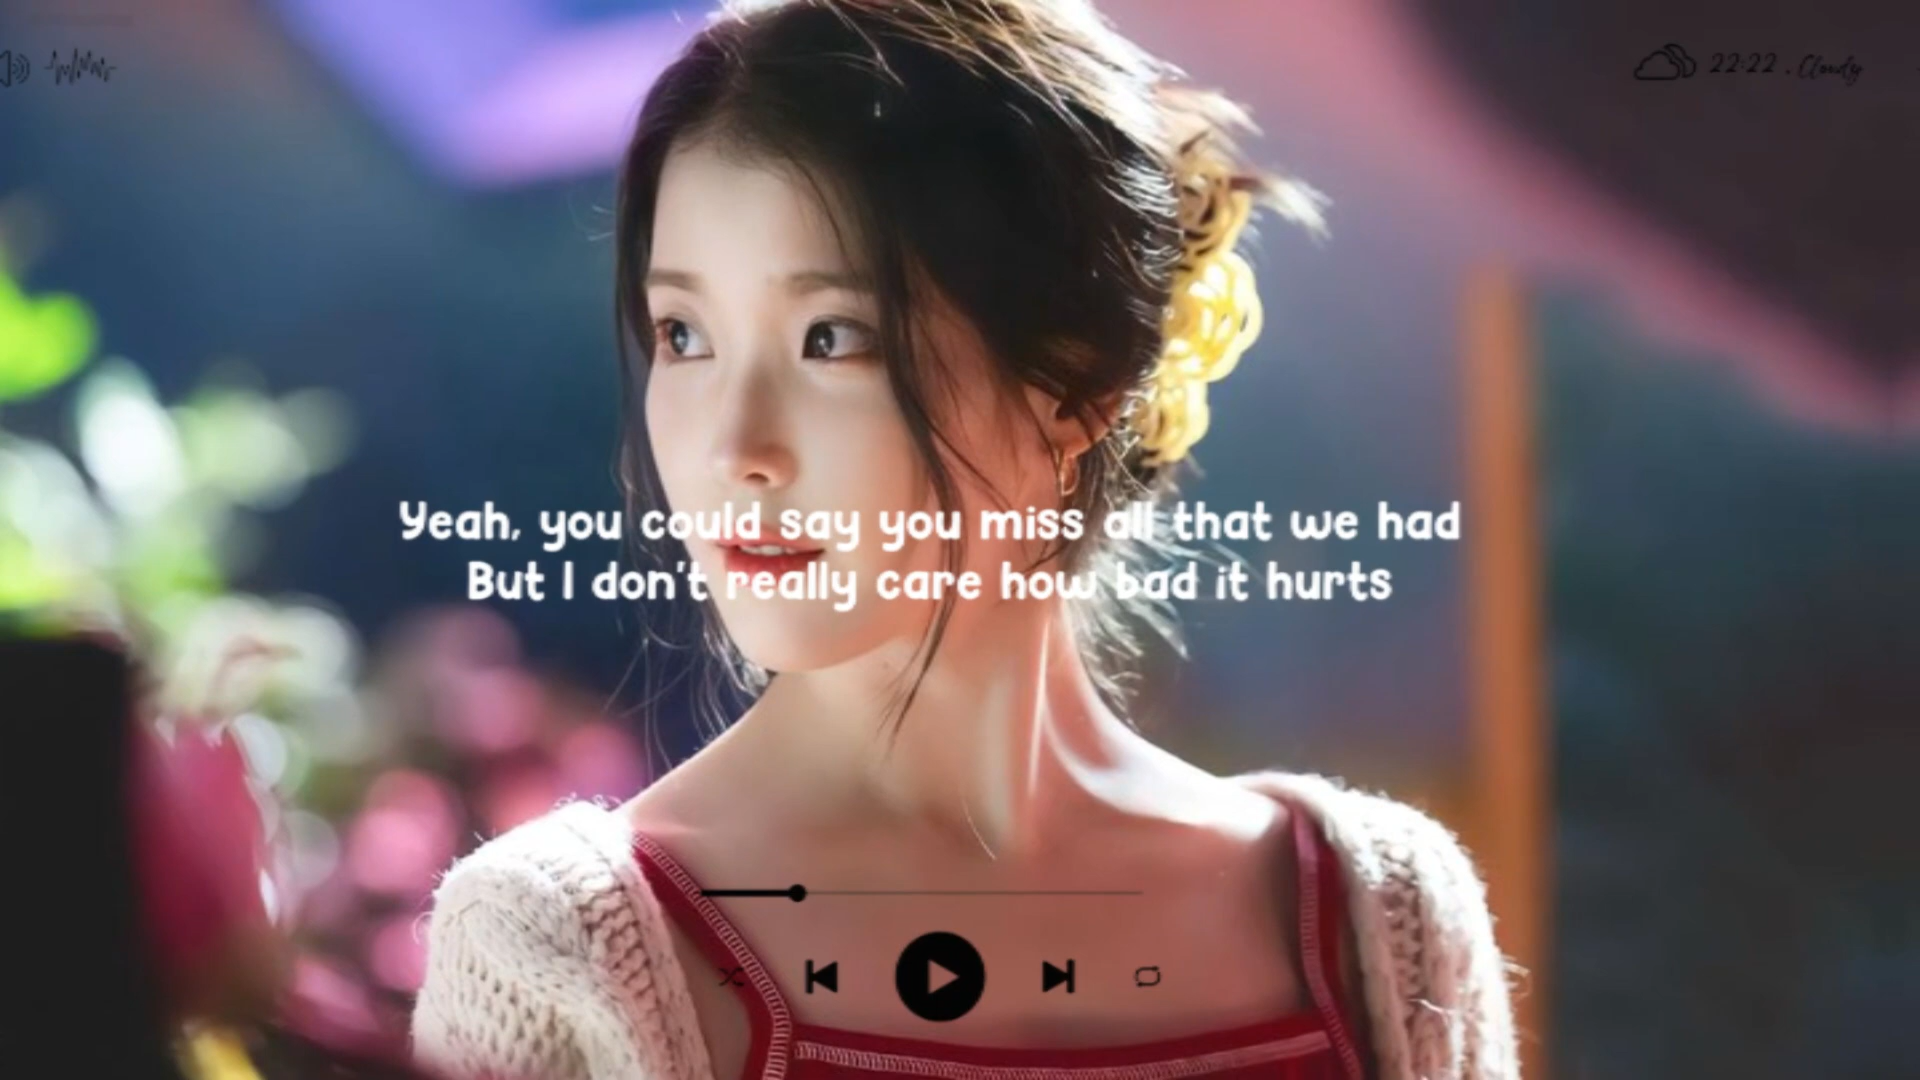 22:22 . Cloudy
Yeah, you could say you miss all that we had
But I don't really care how bad it hurts